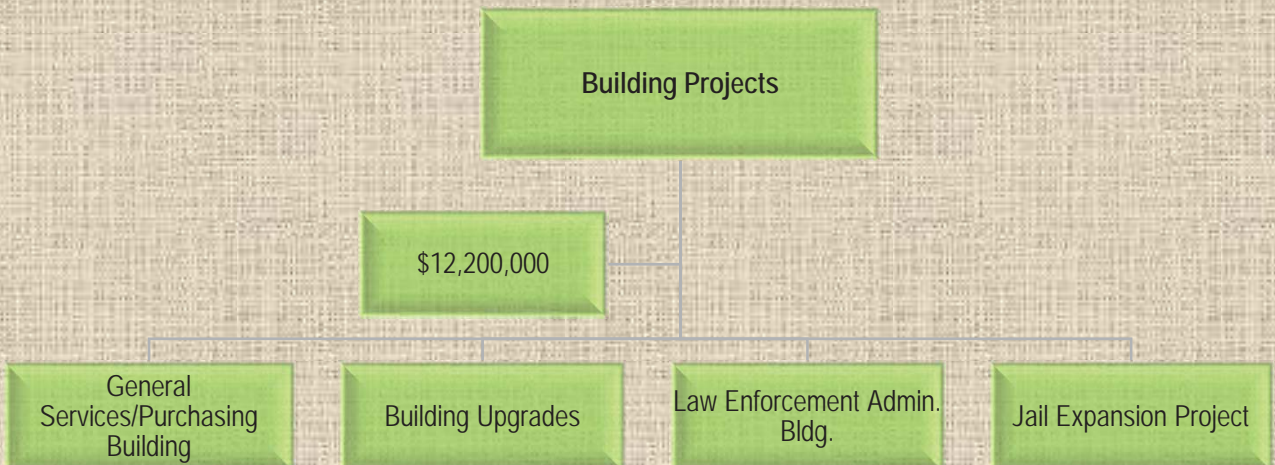 Building Projects
$12,200,000
General
Services/Purchasing
Building
Building Upgrades
Law Enforcement Admin.
Bldg.
Jail Expansion Project